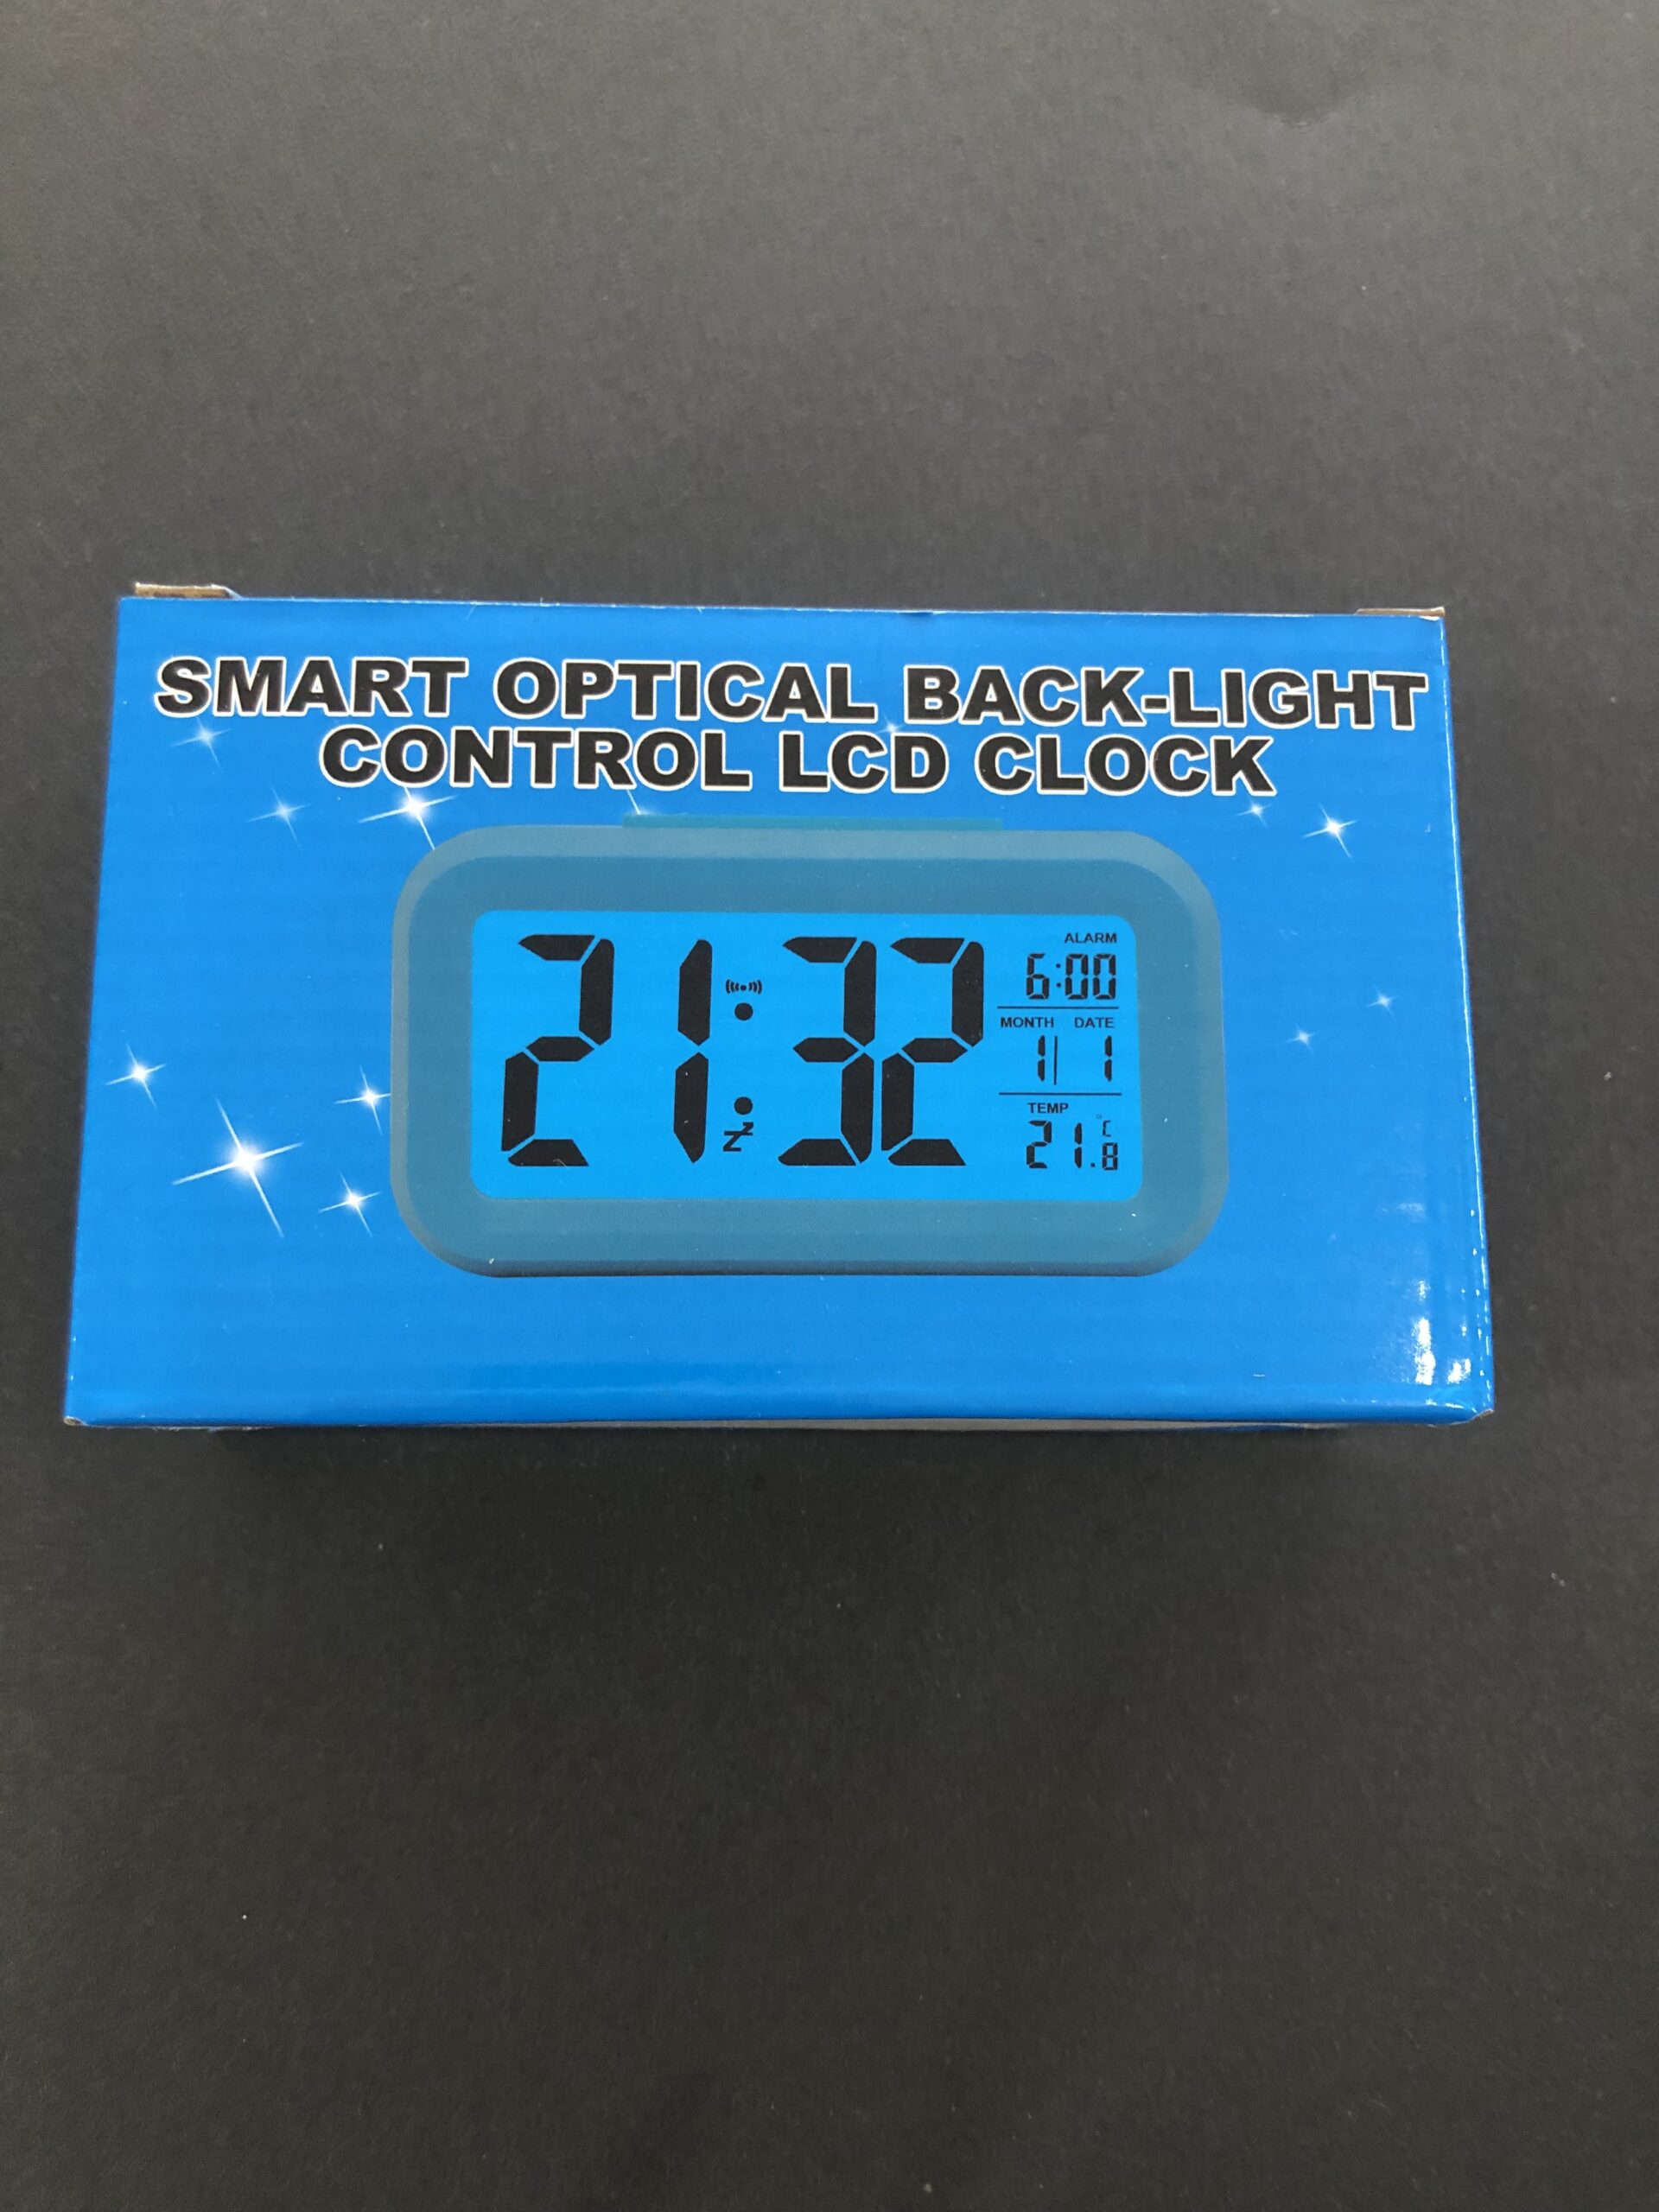 SMART OPTICAL BACK-LIGHT
CONTROL LCD CLOCK
21:32
ALARM
6:00
MONTH DATE
1| 1
TEMP
°C
21.8
Zz